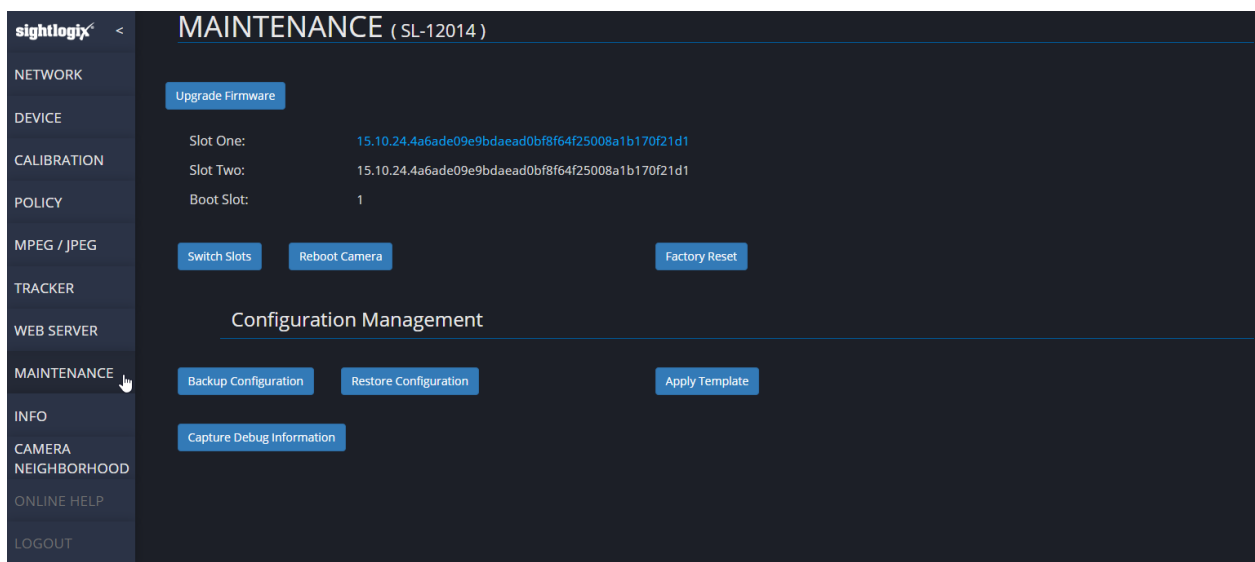 sightlogix <
MAINTENANCE ( SL-12014 )
NETWORK
DEVICE
CALIBRATION
POLICY
MPEG / JPEG
TRACKER
WEB SERVER
MAINTENANCE
INFO
CAMERA
NEIGHBORHOOD
ONLINE HELP
LOGOUT
Upgrade Firmware
Slot One: 15.10.24.4a6ade09e9bdaead0bf8f64f25008a1b170f21d1
Slot Two: 15.10.24.4a6ade09e9bdaead0bf8f64f25008a1b170f21d1
Boot Slot: 1
Switch Slots Reboot Camera Factory Reset
Configuration Management
Backup Configuration Restore Configuration Apply Template
Capture Debug Information